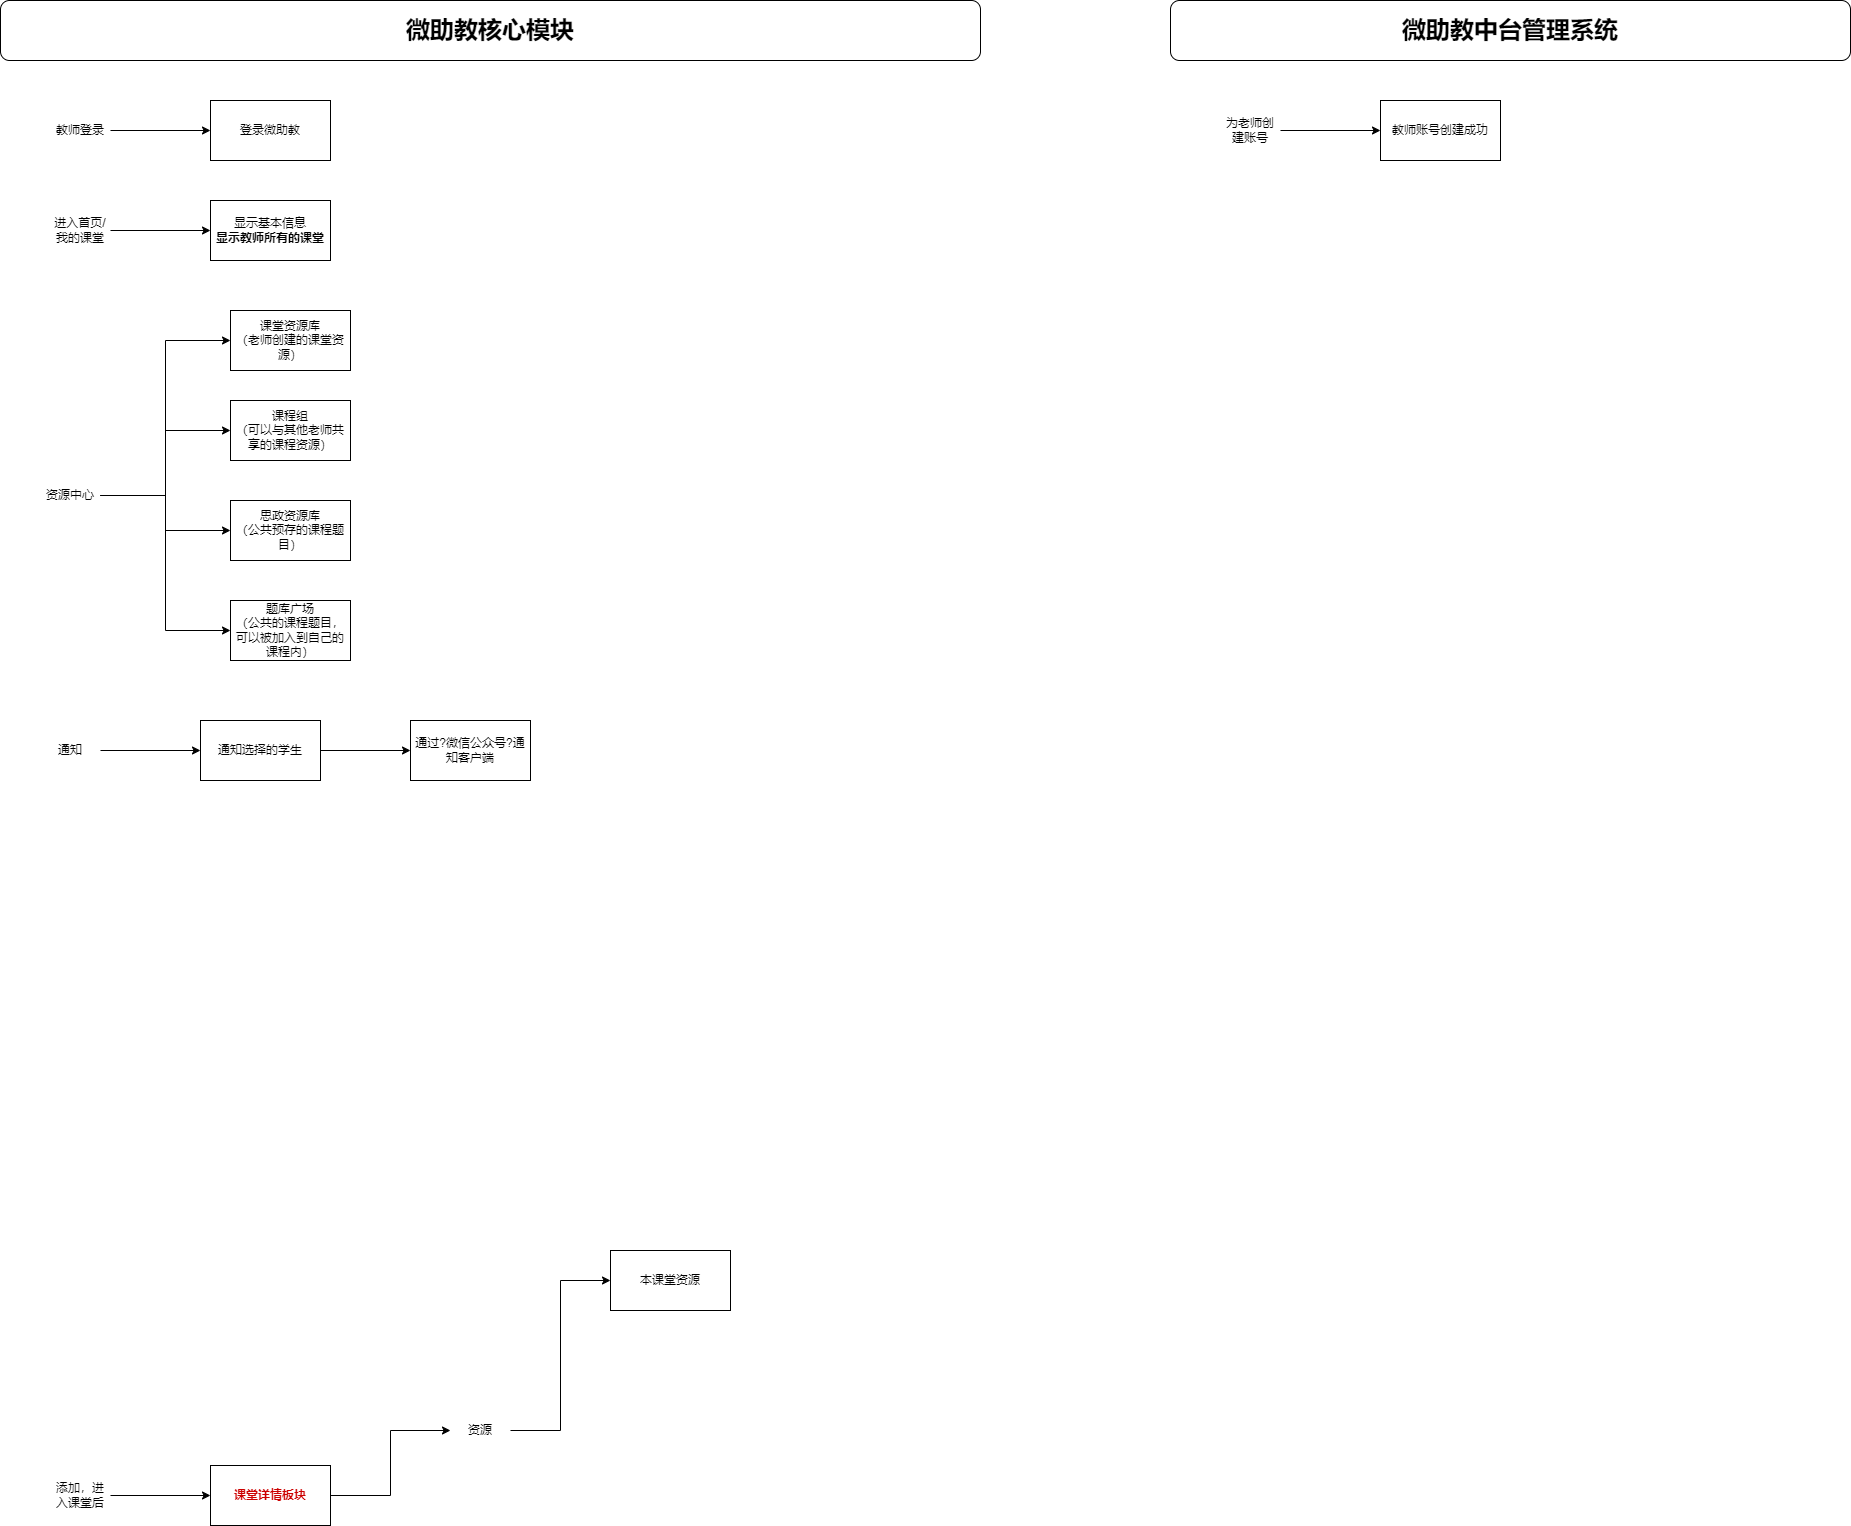 微助教核心模块
微助教中台管理系统
教师登录
登录微助教
为老师创
建账号
教师账号创建成功
进入首页/
我的课堂
显示基本信息
显示教师所有的课堂
课堂资源库
（老师创建的课堂资
源）
课程组
（可以与其他老师共
享的课程资源）
资源中心
思政资源库
（公共预存的课程题
目）
题库广场
（公共的课程题目，
可以被加入到自己的
课程内）
通知
通知选择的学生
通过?微信公众号?通
知客户端
本课堂资源
资源
添加，进
入课堂后
课堂详情板块